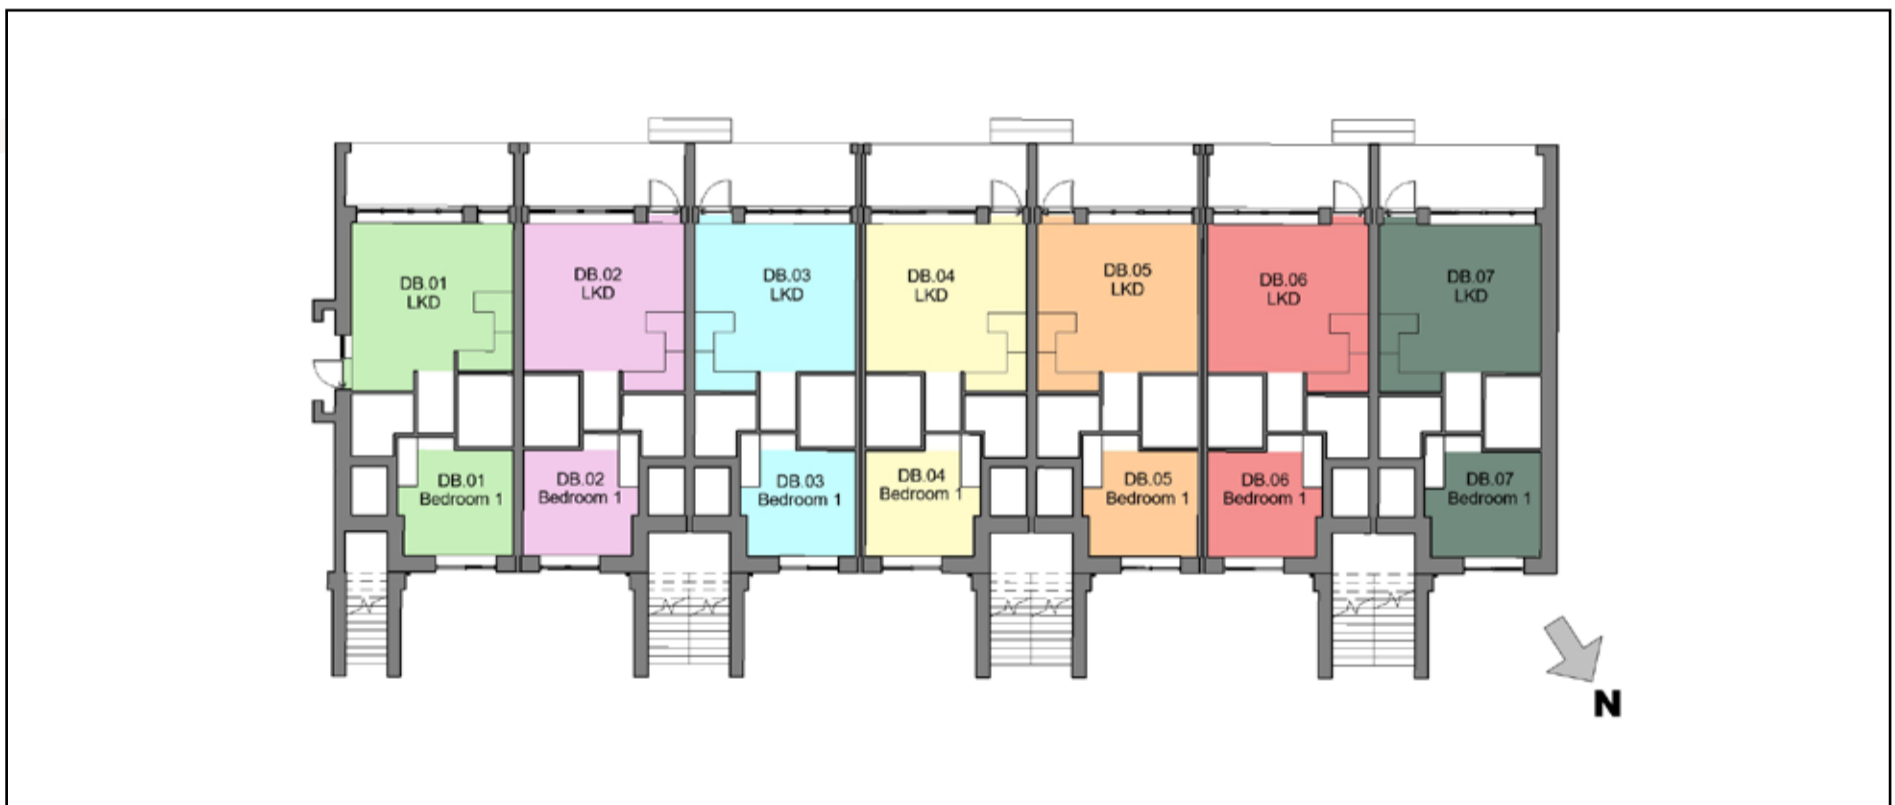 DB.01
LKD
DB.02
LKD
DB.03
LKD
DB.04
LKD
DB.05
LKD
DB.06
LKD
DB.07
LKD
DB.01
Bedroom 1
DB.02
Bedroom 1
DB.03
Bedroom 1
DB.04
Bedroom 1
DB.05
Bedroom 1
DB.06
Bedroom 1
DB.07
Bedroom 1
N